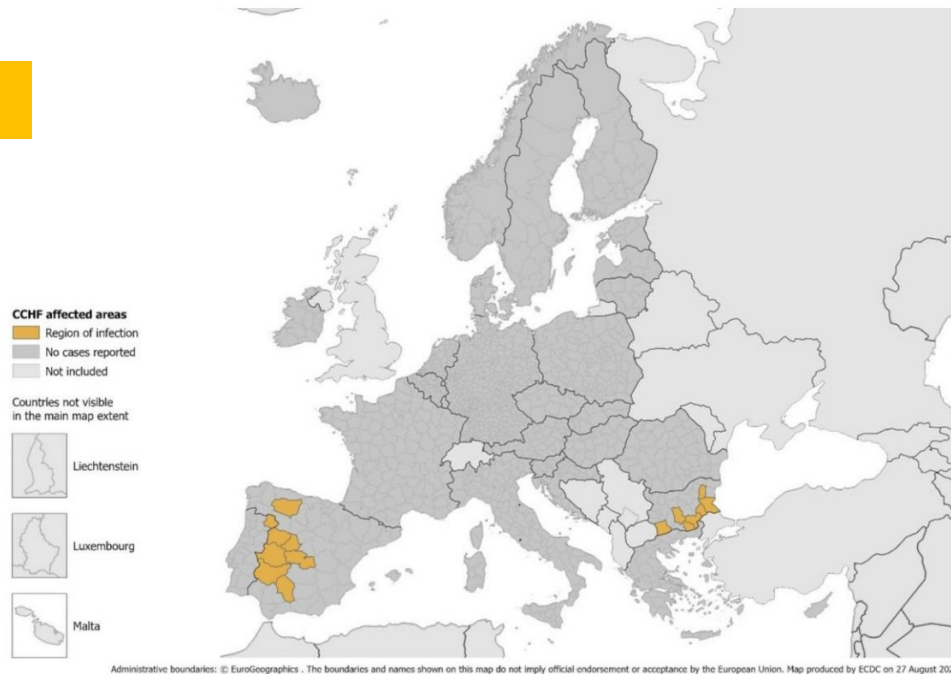 CCHF affected areas
Region of infection
No cases reported
Not included
Countries not visible
in the main map extent
Liechtenstein
Luxembourg
Malta
Administrative boundaries: © EuroGeographics . The boundaries and names shown on this map do not imply official endorsement or acceptance by the European Union. Map produced by ECDC on 27 August